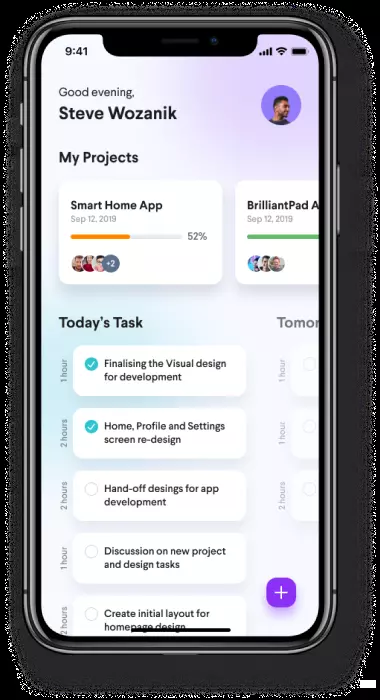 9:41
Good evening,
Steve Wozanik
My Projects
Smart Home App
Sep 12, 2019
52%
+2
BrilliantPad A
Sep 12, 2019
Today's Task
Tomor
1 hour
Finalising the Visual design
for development
1 hour
2 hours
Home, Profile and Settings
screen re-design
1 hour
2 hours
Hand-off desings for app
development
2 hours
1 hour
Discussion on new project
and design tasks
2 hours
Create initial layout for
homepage design